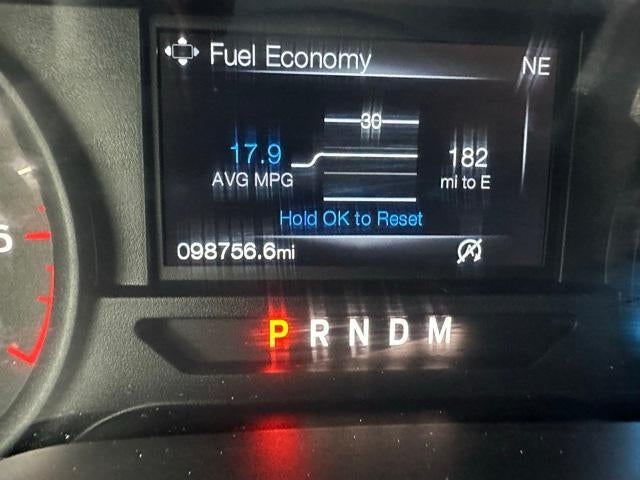 Fuel Economy
NE
30
17.9
AVG MPG
182
mi to E
Hold OK to Reset
098756.6mi
A
P R N D M